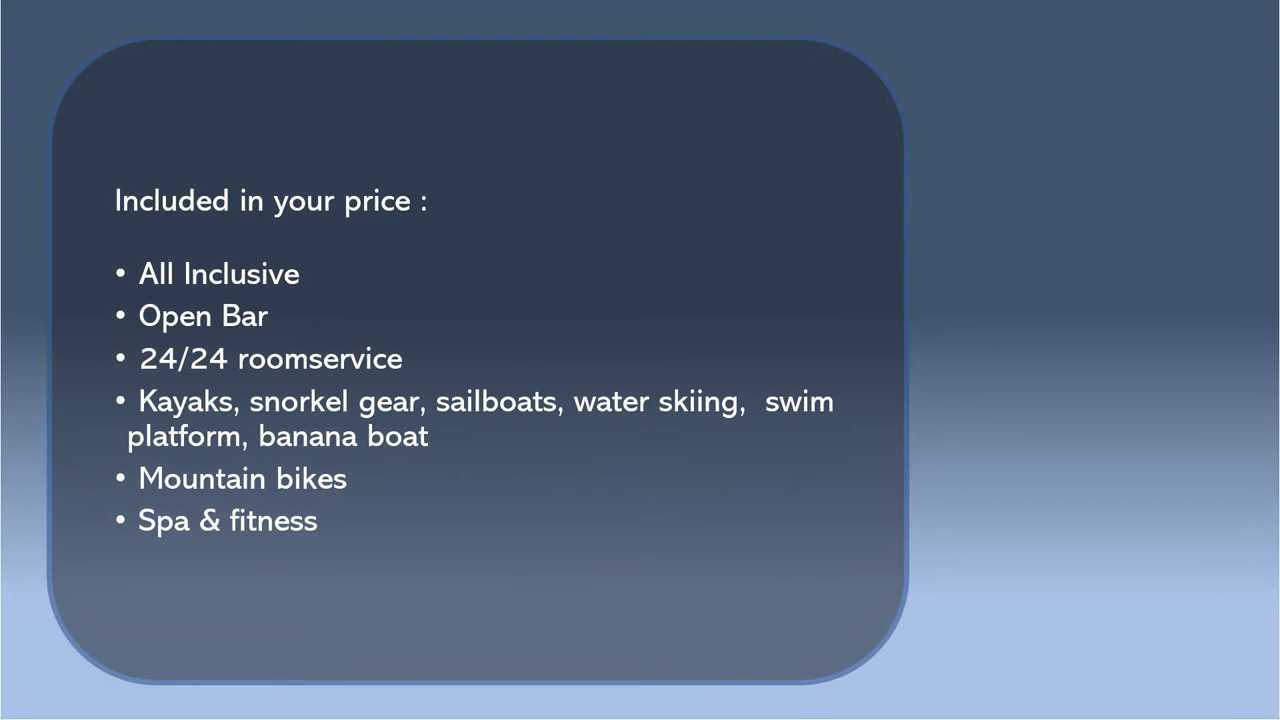 Included in your price :
• All Inclusive
• Open Bar
• 24/24 roomservice
• Kayaks, snorkel gear, sailboats, water skiing,  swim
platform, banana boat
• Mountain bikes
• Spa & fitness